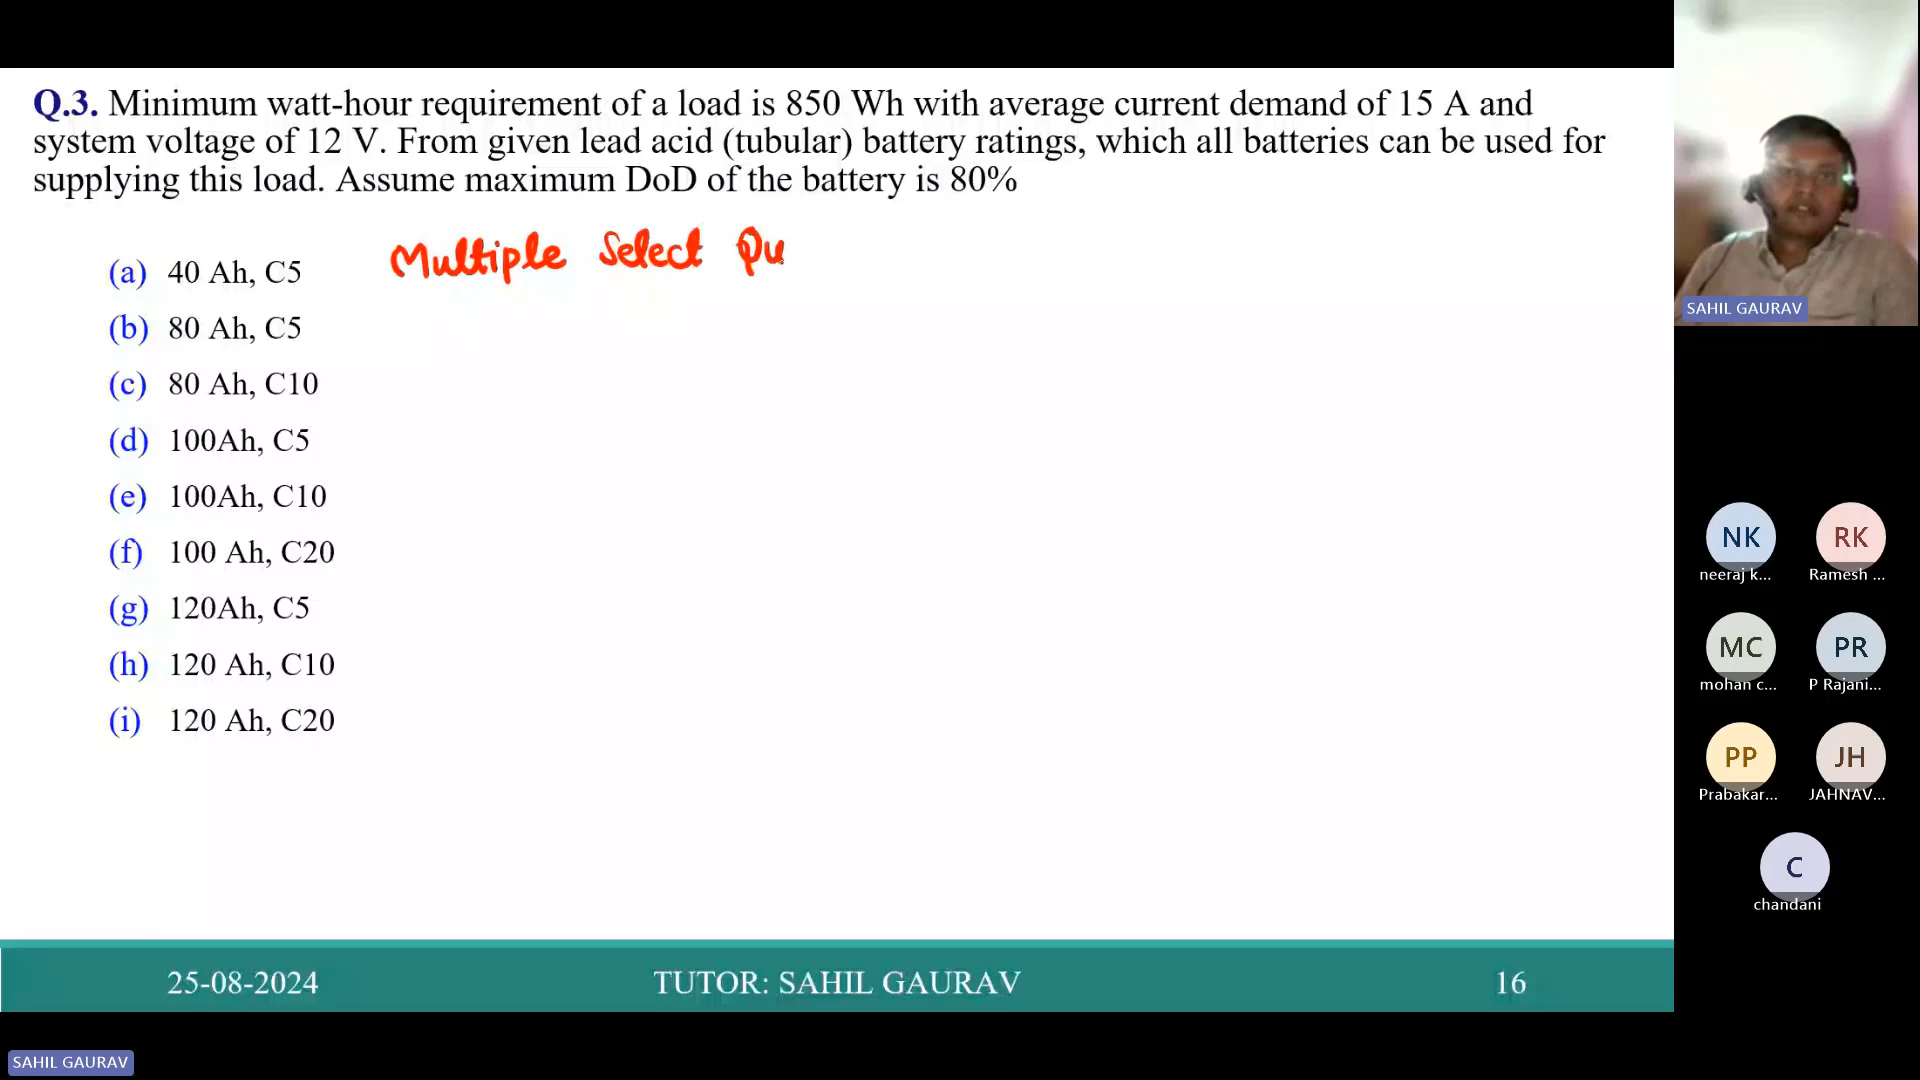 Q.3. Minimum watt-hour requirement of a load is 850 Wh with average current demand of 15 A and
system voltage of 12 V. From given lead acid (tubular) battery ratings, which all batteries can be used for
supplying this load. Assume maximum DoD of the battery is 80%
Multiple Select Qu
(a) 40 Ah, C5
(b) 80 Ah, C5
(c) 80 Ah, C10
(d) 100Ah, C5
(e) 100Ah, C10
(f) 100 Ah, C20
(g) 120Ah, C5
(h) 120 Ah, C10
(i) 120 Ah, C20
25-08-2024 TUTOR: SAHIL GAURAV 16
SAHIL GAURAV
SAHIL GAURAV
NK RK
neeraj k... Ramesh ...
MC PR
mohan c... P Rajani...
PP JH
Prabakar... JAHNAV...
C
chandani